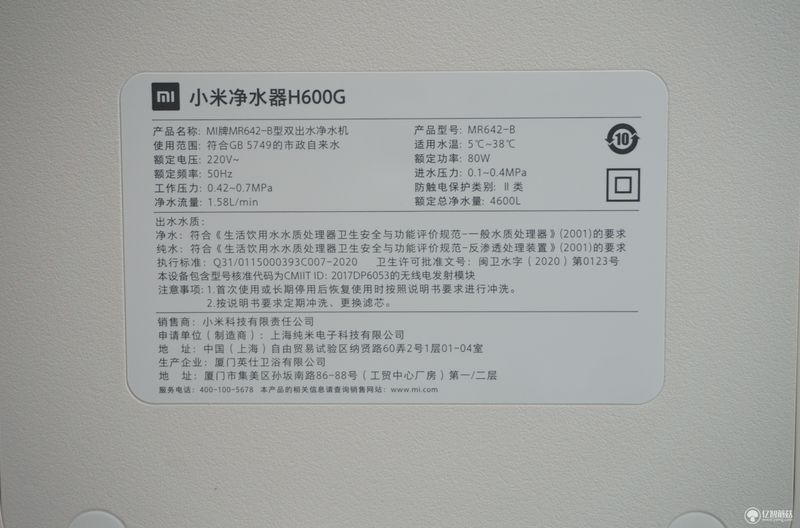 mi 小米净水器H600G
产品名称: MI牌MR642-B型双出水净水机 产品型号: MR642-B
使用范围: 符合GB 5749的市政自来水 适用水温: 5℃~38℃
额定电压: 220V~ 额定功率: 80W
额定频率: 50Hz 进水压力: 0.1~0.4MPa
工作压力: 0.42~0.7MPa 防触电保护类别: Ⅱ类
净水流量: 1.58L/min 额定总净水量: 4600L
10
出水水质:
净水: 符合《生活饮用水水质处理器卫生安全与功能评价规范-一般水质处理器》(2001)的要求
纯水: 符合《生活饮用水水质处理器卫生安全与功能评价规范-反渗透处理装置》(2001)的要求
执行标准: Q31/0115000393C007-2020 卫生许可批准文号: 闽卫水字（2020）第0123号
本设备包含型号核准代码为CMIIT ID: 2017DP6053的无线电发射模块
注意事项: 1.首次使用或长期停用后恢复使用时按照说明书要求进行冲洗。
2.按说明书要求定期冲洗、更换滤芯。
销售商: 小米科技有限责任公司
申请单位（制造商）: 上海纯米电子科技有限公司
地 址: 中国（上海）自由贸易试验区纳贤路60弄2号1层01-04室
生产企业: 厦门英仕卫浴有限公司
地 址: 厦门市集美区孙坂南路86-88号（工贸中心厂房）第一/二层
服务电话: 400-100-5678 本产品的相关信息请查询销售网站: www.mi.com
亿智蘑菇